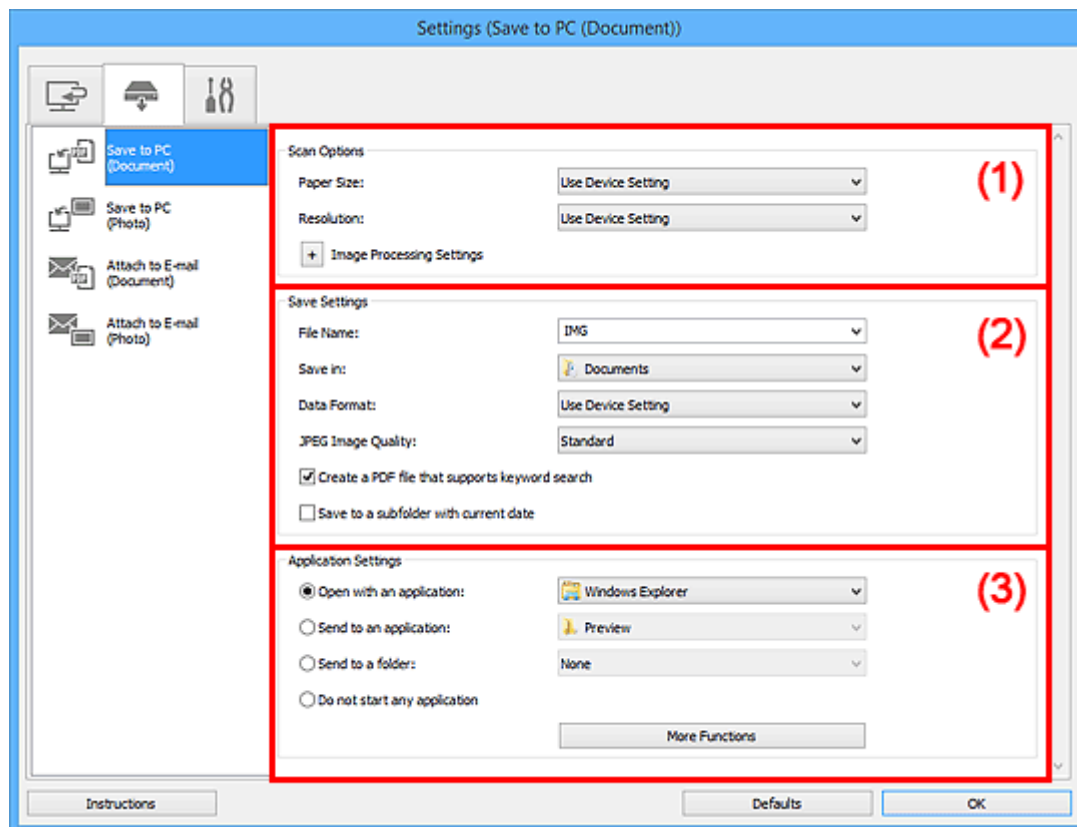 Settings (Save to PC (Document))
Save to PC
(Document)
Save to PC
(Photo)
Attach to E-mail
(Document)
Attach to E-mail
(Photo)
Scan Options
(1)
Paper Size: Use Device Setting
Resolution: Use Device Setting
+ Image Processing Settings
Save Settings
(2)
File Name: IMG
Save in: Documents
Data Format: Use Device Setting
JPEG Image Quality: Standard
Create a PDF file that supports keyword search
Save to a subfolder with current date
Application Settings
(3)
Open with an application: Windows Explorer
Send to an application: Preview
Send to a folder: None
Do not start any application
More Functions
Instructions Defaults OK